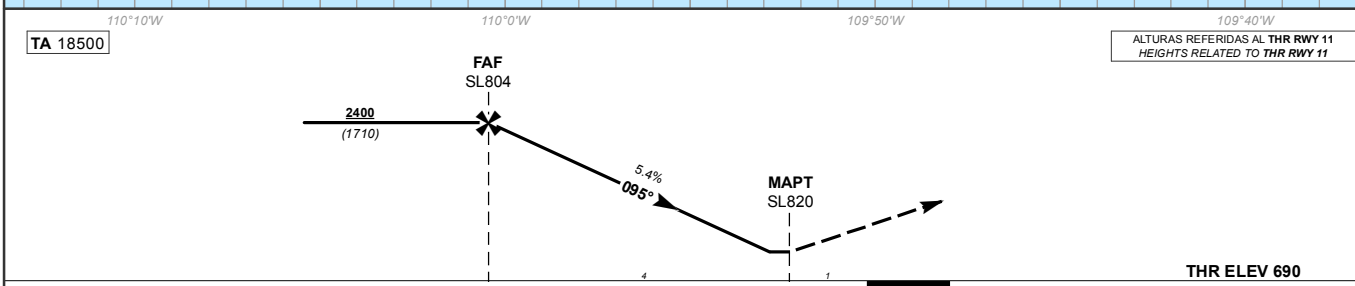 110°10'W
110°0'W
109°50'W
109°40'W
TA 18500
ALTURAS REFERIDAS AL THR RWY 11
HEIGHTS RELATED TO THR RWY 11
FAF
SL804
2400
(1710)
5.4%
095°
MAPT
SL820
4
1
THR ELEV 690